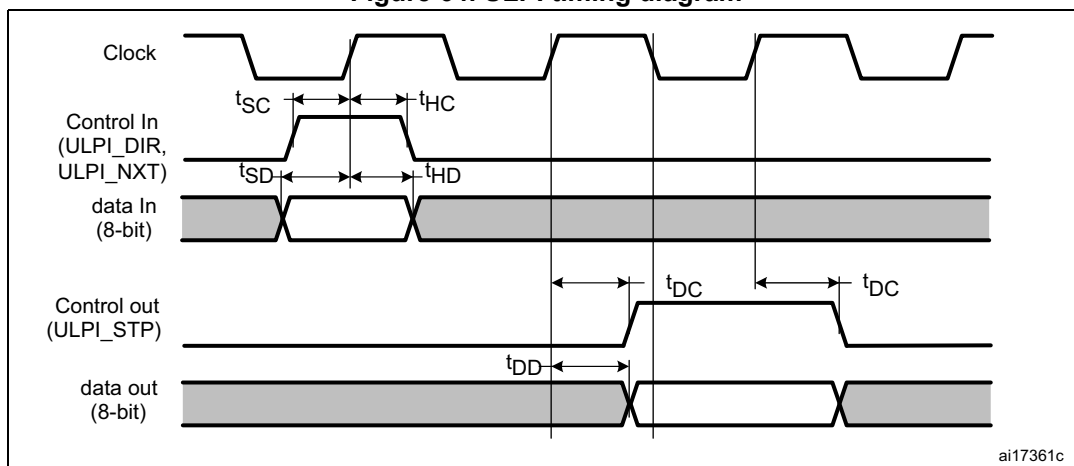 Clock
tSC
tHC
Control In
(ULPI_DIR,
ULPI_NXT)
tSD
tHD
data In
(8-bit)
tDC
tDC
Control out
(ULPI_STP)
tDD
data out
(8-bit)
ai17361c